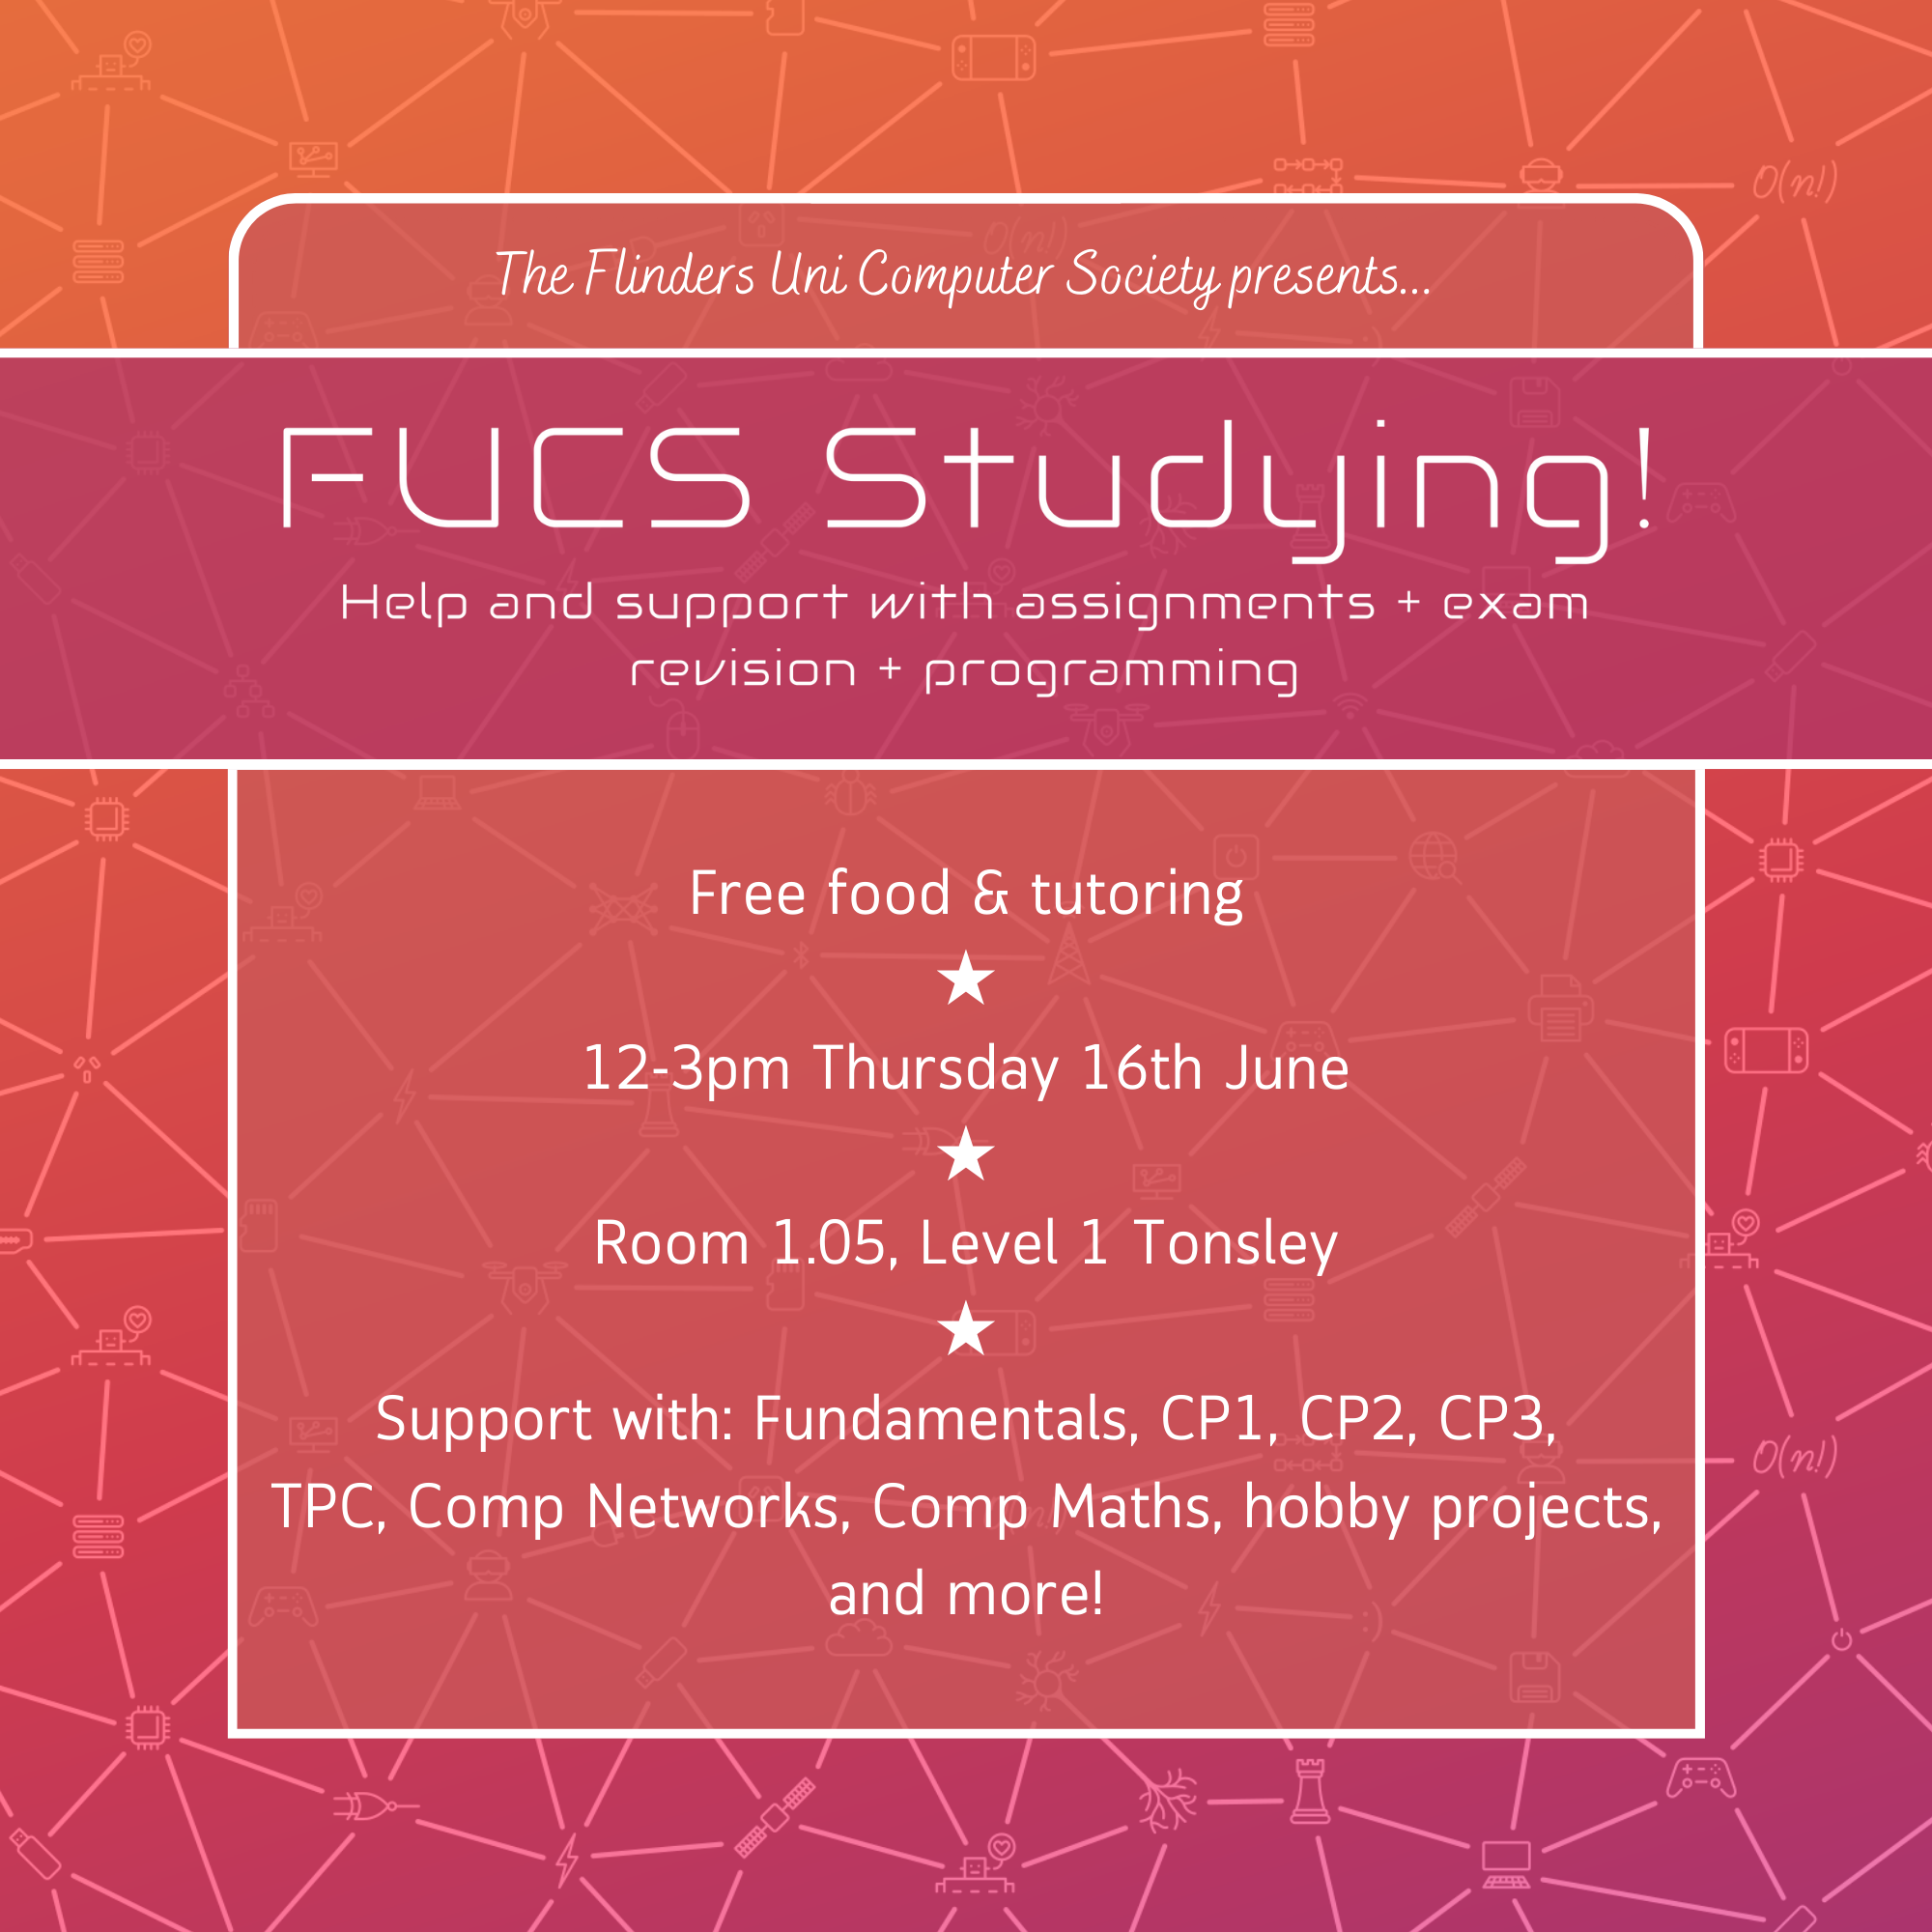 The Flinders Uni Computer Society presents...
FUCS Studying!
Help and support with assignments + exam
revision + programming
Free food & tutoring
★
12-3pm Thursday 16th June
★
Room 1.05, Level 1 Tonsley
★
Support with: Fundamentals, CP1, CP2, CP3,
TPC, Comp Networks, Comp Maths, hobby projects,
and more!
O(n!)
O(n!)
O(n!)